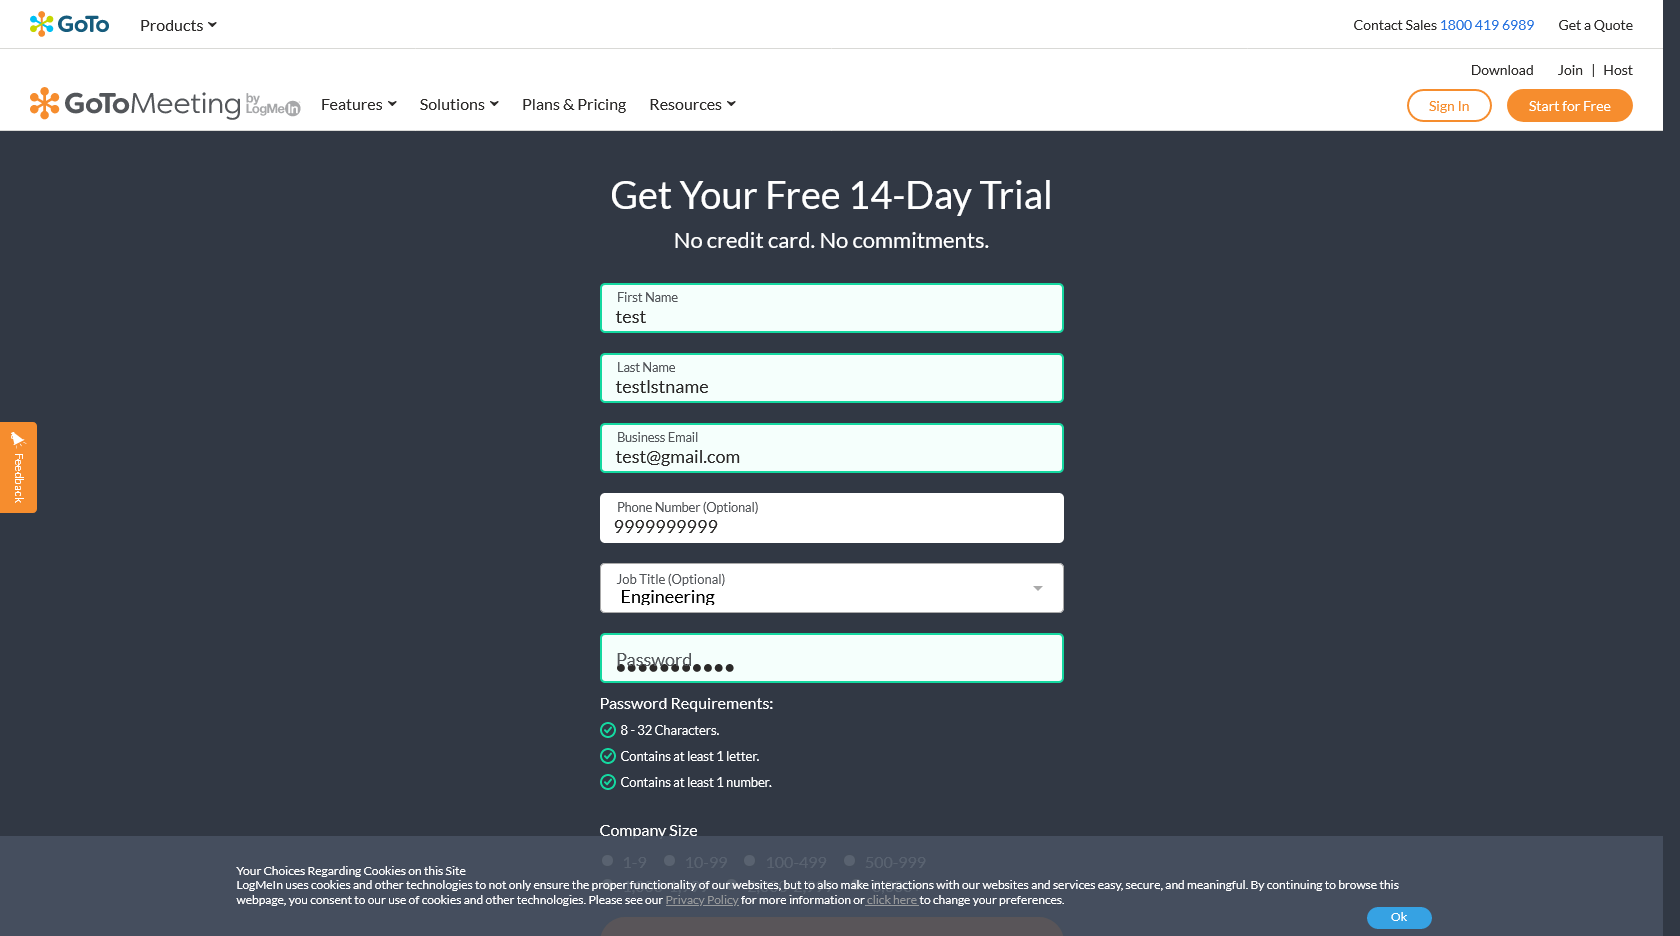 GoTo
Products
Contact Sales 1800 419 6989
Get a Quote
Download
Join | Host
GoToMeeting by LogMeIn
Features
Solutions
Plans & Pricing
Resources
Sign In
Start for Free
Get Your Free 14-Day Trial
No credit card. No commitments.
First Name
test
Last Name
testlstname
Business Email
test@gmail.com
Feedback
Phone Number (Optional)
9999999999
Job Title (Optional)
Engineering
Password
Password Requirements:
8 - 32 Characters.
Contains at least 1 letter.
Contains at least 1 number.
Company Size
1-9
10-99
100-499
500-999
Your Choices Regarding Cookies on this Site
LogMeIn uses cookies and other technologies to not only ensure the proper functionality of our websites, but to also make interactions with our websites and services easy, secure, and meaningful. By continuing to browse this
webpage, you consent to our use of cookies and other technologies. Please see our Privacy Policy for more information or click here to change your preferences.
Ok